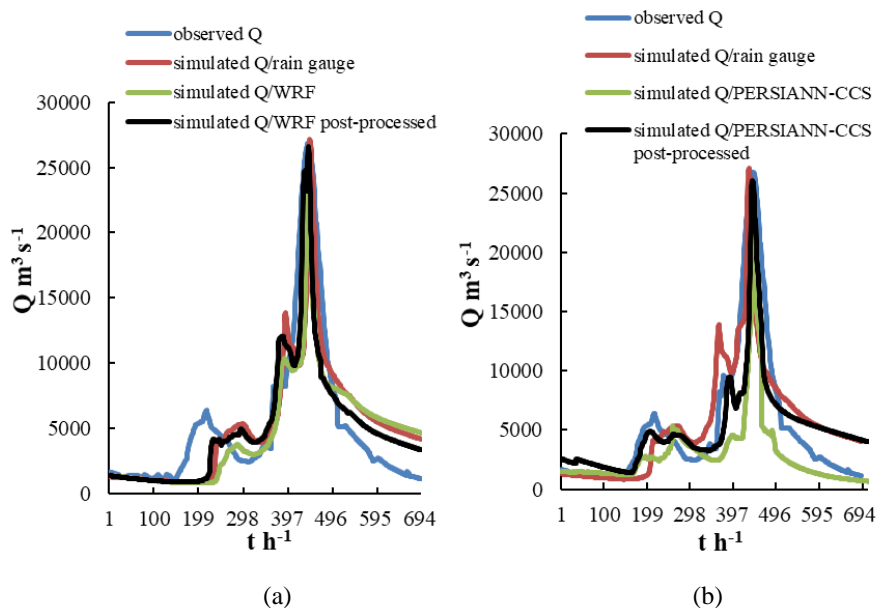 observed Q
simulated Q/rain gauge
simulated Q/WRF
simulated Q/WRF post-processed
30000
25000
20000
15000
10000
5000
0
Q m³ s⁻¹
1 100 199 298 397 496 595 694
t h⁻¹
(a)
observed Q
simulated Q/rain gauge
simulated Q/PERSIANN-CCS
simulated Q/PERSIANN-CCS
post-processed
30000
25000
20000
15000
10000
5000
0
Q m³ s⁻¹
1 100 199 298 397 496 595 694
t h⁻¹
(b)